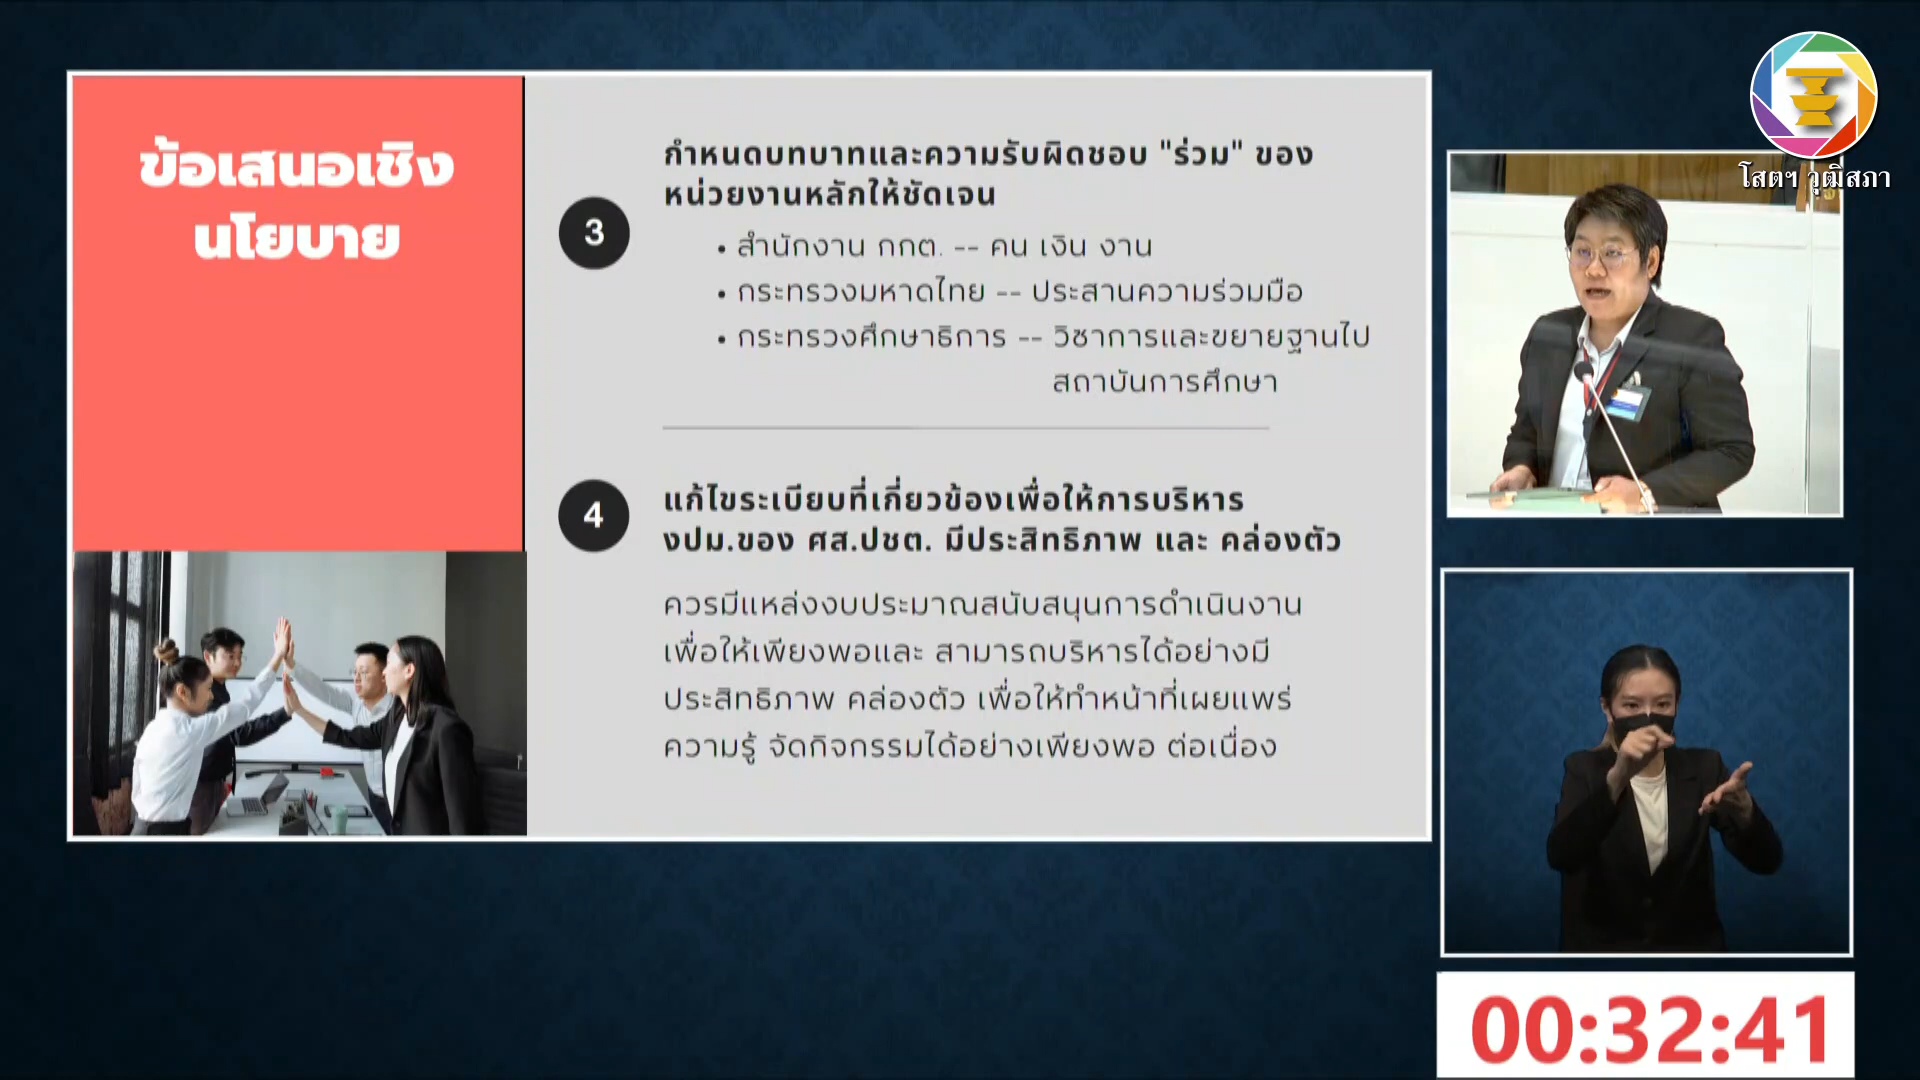 ข้อเสนอเชิง
นโยบาย
3
กำหนดบทบาทและความรับผิดชอบ "ร่วม" ของ
หน่วยงานหลักให้ชัดเจน
• สำนักงาน กกต. -- คน เงิน งาน
• กระทรวงมหาดไทย -- ประสานความร่วมมือ
• กระทรวงศึกษาธิการ -- วิชาการและขยายฐานไป
สถาบันการศึกษา
4
แก้ไขระเบียบที่เกี่ยวข้องเพื่อให้การบริหาร
งปม.ของ ศส.ปชต. มีประสิทธิภาพ และ คล่องตัว
ควรมีแหล่งงบประมาณสนับสนุนการดำเนินงาน
เพื่อให้เพียงพอและ สามารถบริหารได้อย่างมี
ประสิทธิภาพ คล่องตัว เพื่อให้ทำหน้าที่เผยแพร่
ความรู้ จัดกิจกรรมได้อย่างเพียงพอ ต่อเนื่อง
โสตฯ วุฒิสภา
00:32:41